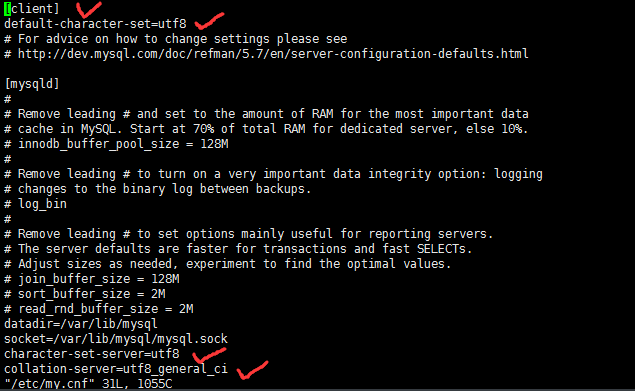 [client]
default-character-set=utf8
# For advice on how to change settings please see
# http://dev.mysql.com/doc/refman/5.7/en/server-configuration-defaults.html
[mysqld]
#
# Remove leading # and set to the amount of RAM for the most important data
# cache in MySQL. Start at 70% of total RAM for dedicated server, else 10%.
# innodb_buffer_pool_size = 128M
#
# Remove leading # to turn on a very important data integrity option: logging
# changes to the binary log between backups.
# log_bin
#
# Remove leading # to set options mainly useful for reporting servers.
# The server defaults are faster for transactions and fast SELECTs.
# Adjust sizes as needed, experiment to find the optimal values.
# join_buffer_size = 128M
# sort_buffer_size = 2M
# read_rnd_buffer_size = 2M
datadir=/var/lib/mysql
socket=/var/lib/mysql/mysql.sock
character-set-server=utf8
collation-server=utf8_general_ci
"/etc/my.cnf" 31L, 1055C